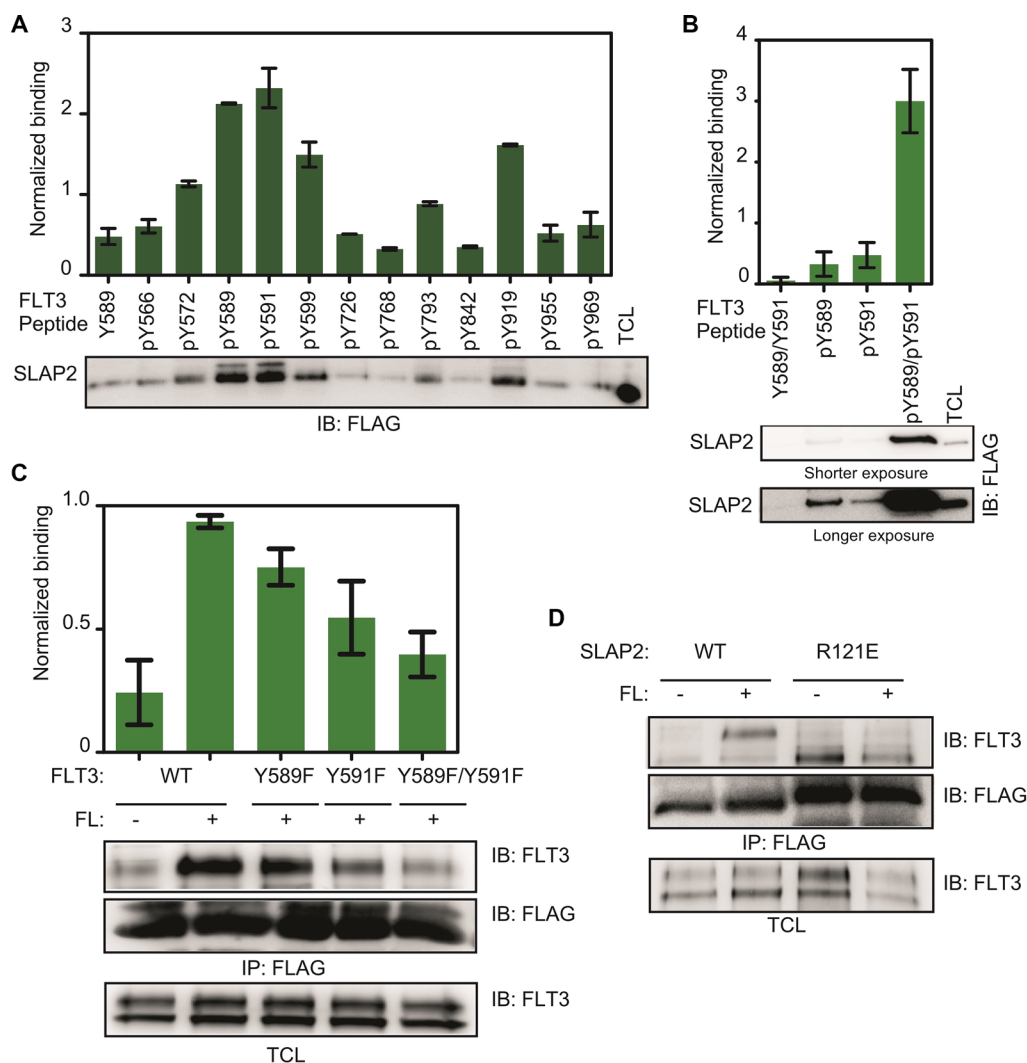 A
Normalized binding
3
2
1
0
FLT3
Peptide
Y589
pY566
pY572
pY589
pY591
pY599
pY726
pY768
pY793
pY842
pY919
pY955
pY969
TCL
SLAP2
IB: FLAG
B
Normalized binding
4
3
2
1
0
FLT3
Peptide
Y589/Y591
pY589
pY591
pY589/pY591
TCL
SLAP2
Shorter exposure
SLAP2
Longer exposure
IB: FLAG
C
Normalized binding
1.0
0.5
0
FLT3: WT Y589F Y591F Y589F/Y591F
FL: - + + + +
IB: FLT3
IB: FLAG
IP: FLAG
IB: FLT3
TCL
D
SLAP2: WT R121E
FL: - + - +
IB: FLT3
IB: FLAG
IP: FLAG
IB: FLT3
TCL